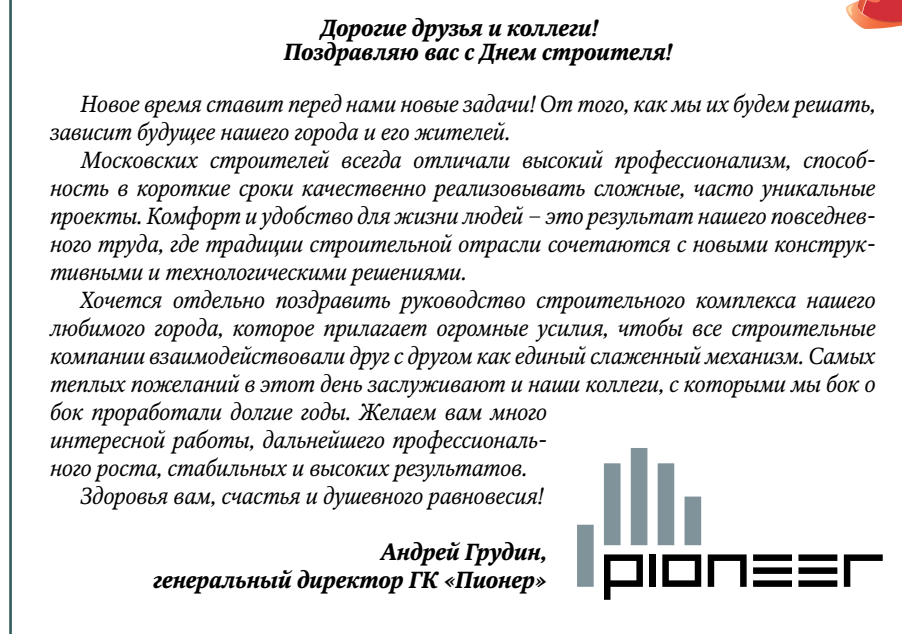 Дорогие друзья и коллеги!
Поздравляю вас с Днем строителя!
Новое время ставит перед нами новые задачи! От того, как мы их будем решать,
зависит будущее нашего города и его жителей.
Московских строителей всегда отличали высокий профессионализм, способ-
ность в короткие сроки качественно реализовывать сложные, часто уникальные
проекты. Комфорт и удобство для жизни людей – это результат нашего повседнев-
ного труда, где традиции строительной отрасли сочетаются с новыми конструк-
тивными и технологическими решениями.
Хочется отдельно поздравить руководство строительного комплекса нашего
любимого города, которое прилагает огромные усилия, чтобы все строительные
компании взаимодействовали друг с другом как единый слаженный механизм. Самых
теплых пожеланий в этот день заслуживают и наши коллеги, с которыми мы бок о
бок проработали долгие годы. Желаем вам много
интересной работы, дальнейшего профессиональ-
ного роста, стабильных и высоких результатов.
Здоровья вам, счастья и душевного равновесия!
Андрей Грудин,
генеральный директор ГК «Пионер»
pioneer